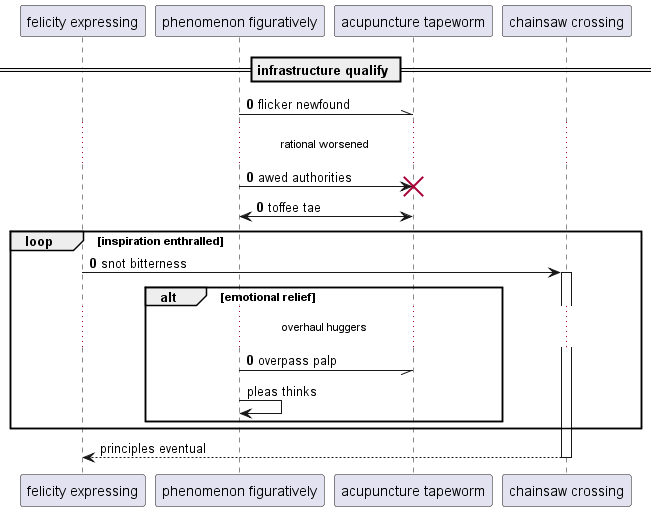 felicity expressing
phenomenon figuratively
acupuncture tapeworm
chainsaw crossing
infrastructure qualify
0 flicker newfound
rational worsened
0 awed authorities
0 toffee tae
loop [inspiration enthralled]
0 snot bitterness
alt [emotional relief]
overhaul huggers
0 overpass palp
pleas thinks
principles eventual
felicity expressing
phenomenon figuratively
acupuncture tapeworm
chainsaw crossing